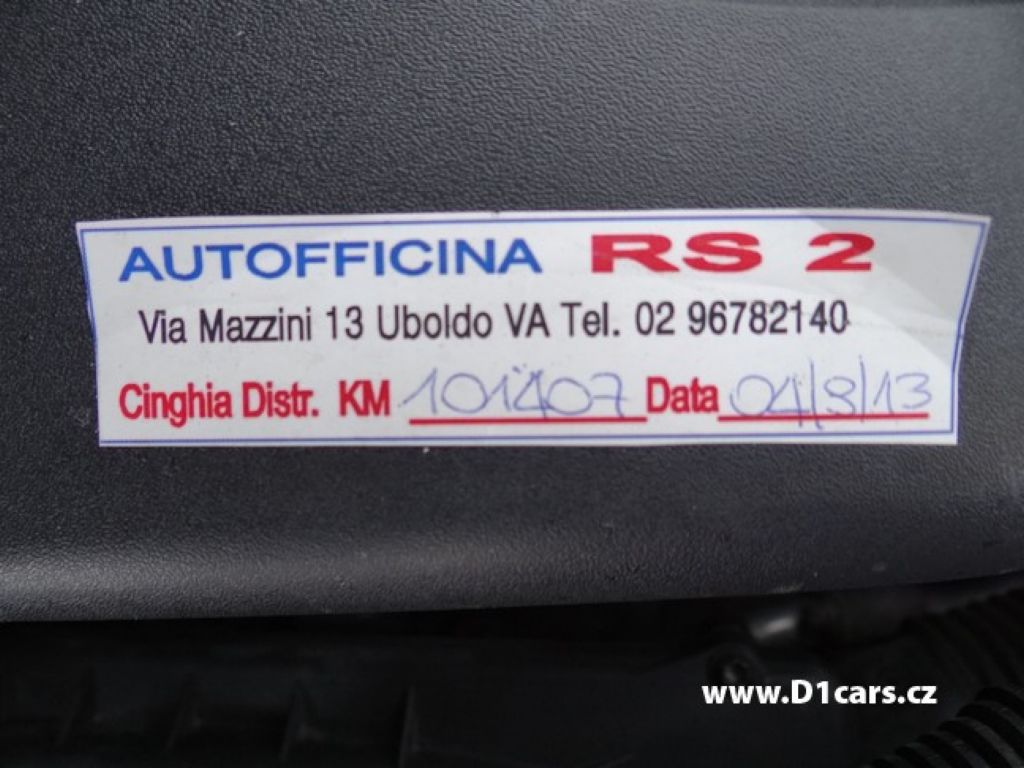 AUTOFFICINA RS 2
Via Mazzini 13 Uboldo VA Tel. 02 96782140
Cinghia Distr. KM 101407 Data 04/9/13
www.D1cars.cz